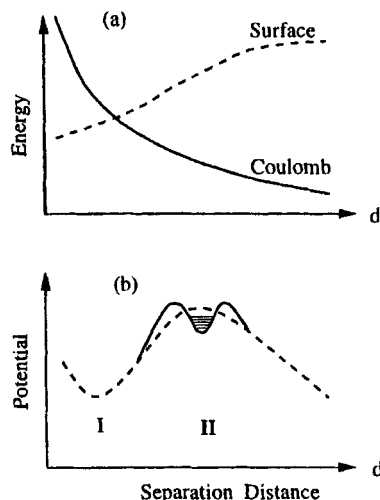 (a)
Surface
Energy
Coulomb
d
(b)
Potential
I
II
d
Separation Distance